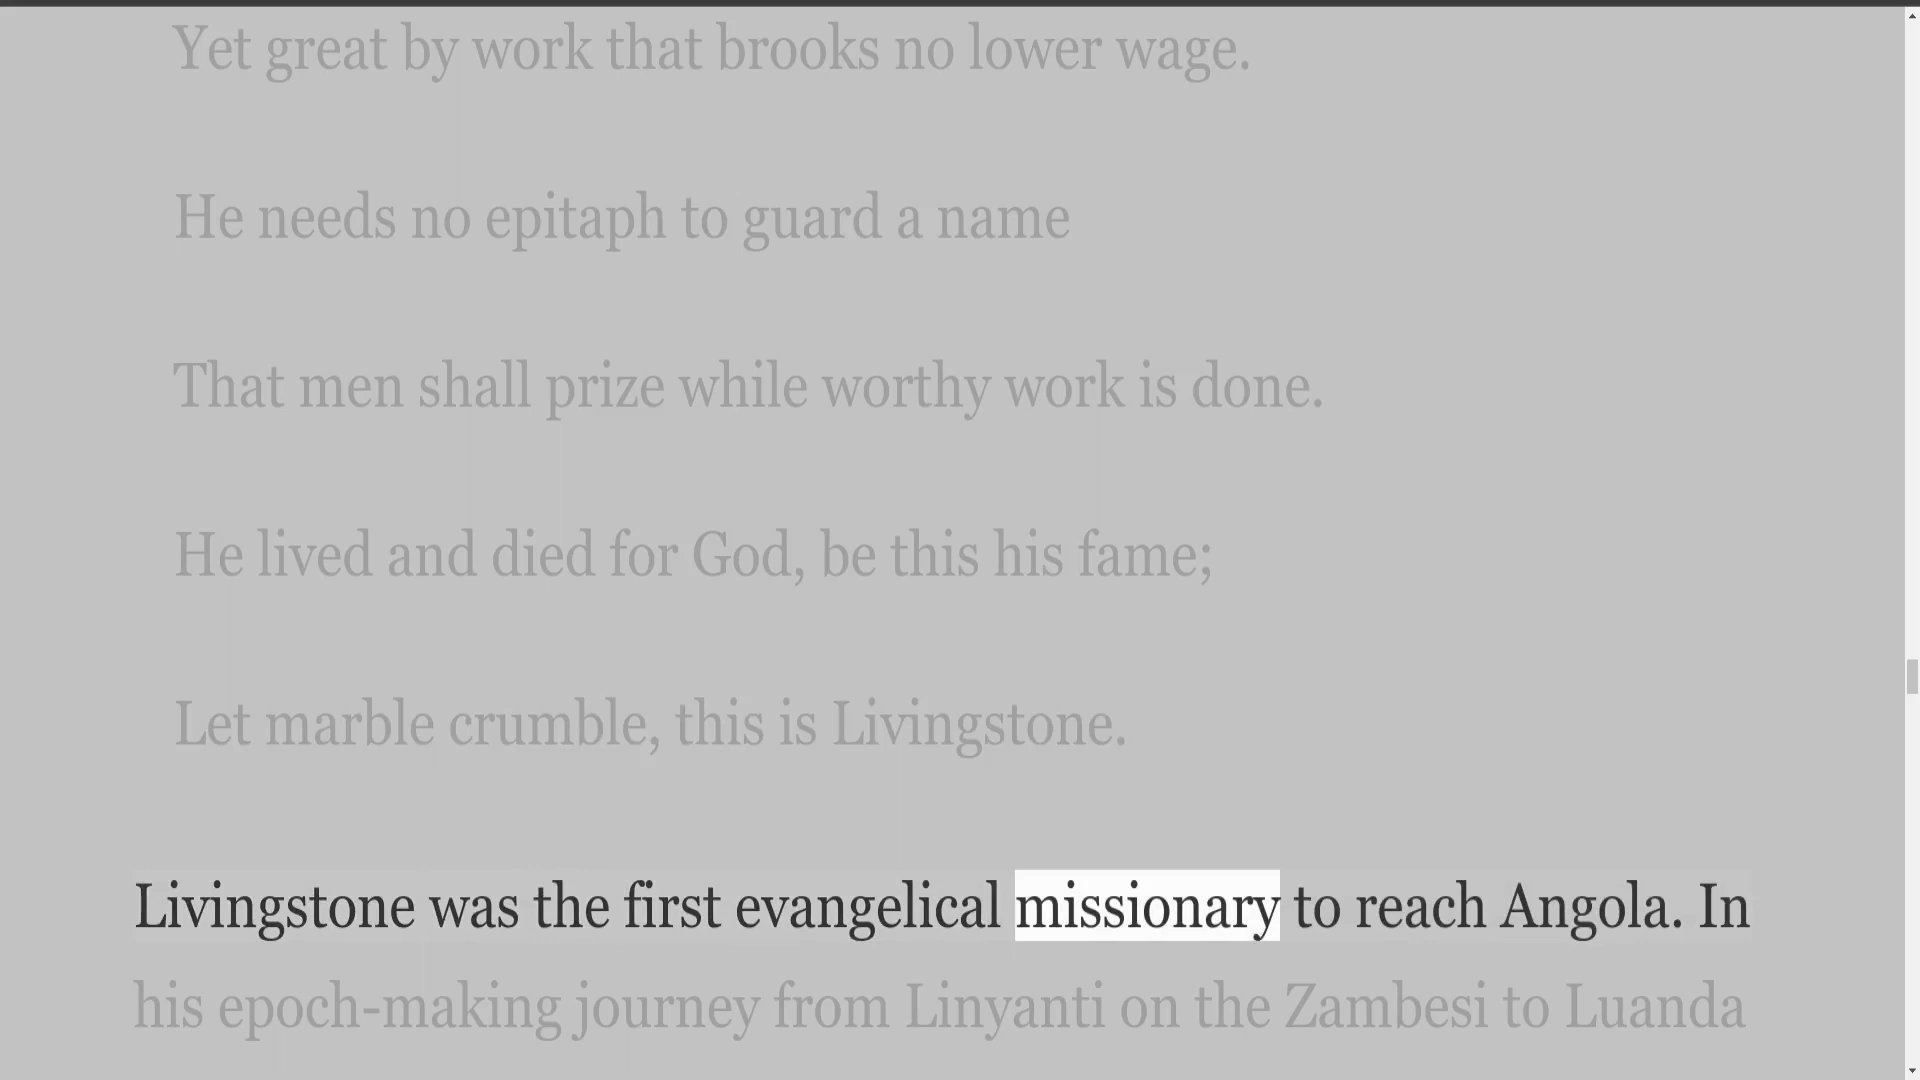 Yet great by work that brooks no lower wage.
He needs no epitaph to guard a name
That men shall prize while worthy work is done.
He lived and died for God, be this his fame;
Let marble crumble, this is Livingstone.
Livingstone was the first evangelical missionary to reach Angola. In
his epoch-making journey from Linyanti on the Zambesi to Luanda